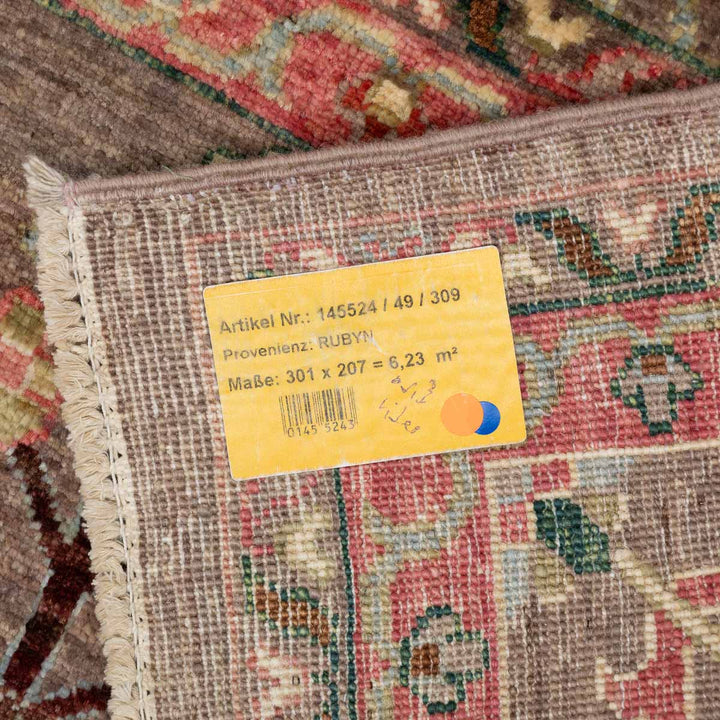 Artikel Nr.: 145524 / 49 / 309
Provenienz: RUBYN
Maße: 301 x 207 = 6,23 m²
0145 5243